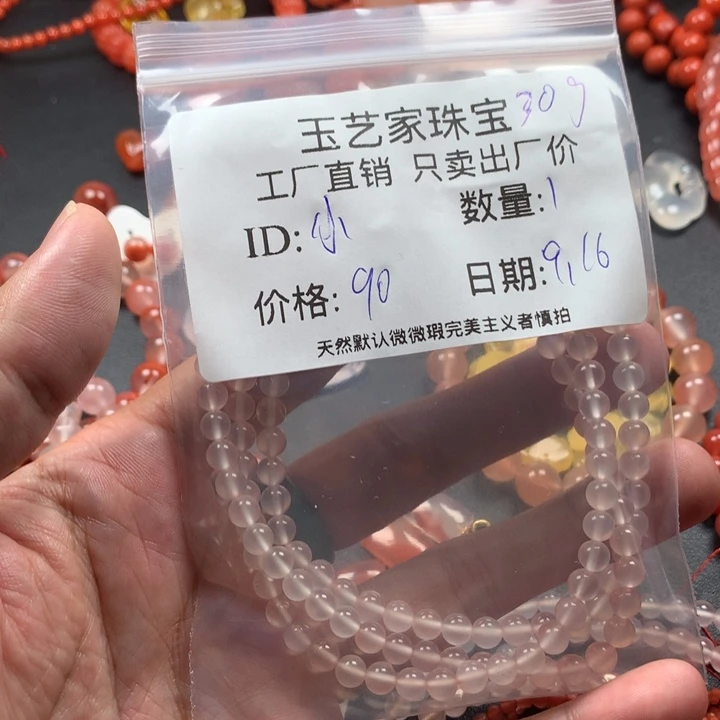 玉艺家珠宝 30g
工厂直销 只卖出厂价
ID: 小 数量: 1
价格: 90 日期: 9,16
天然默认微微瑕完美主义者慎拍